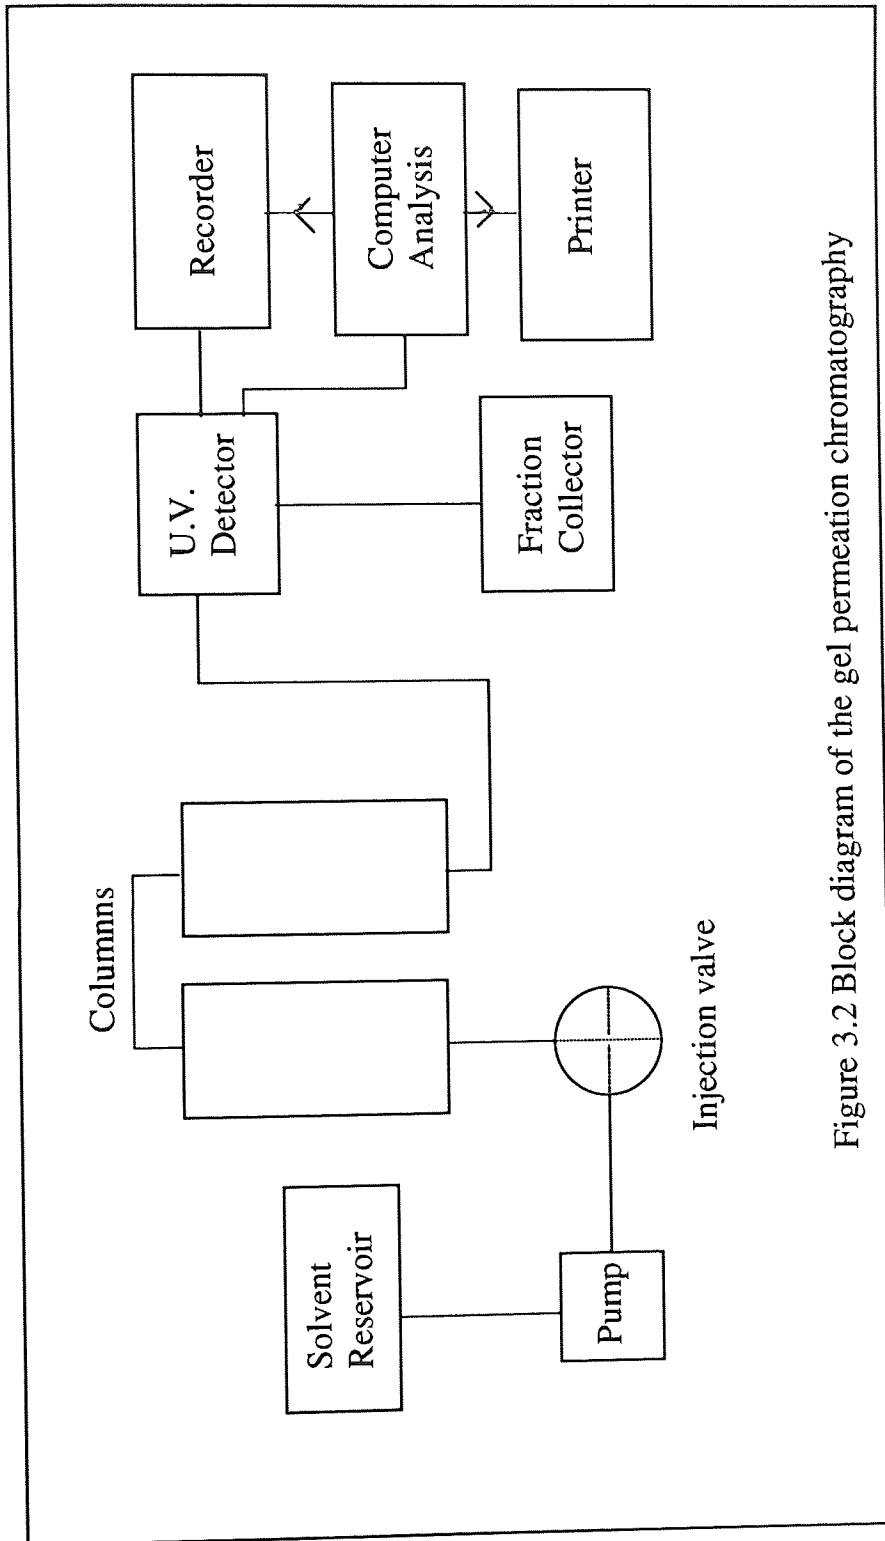 Columnns
Solvent
Reservoir
Pump
Injection valve
U.V.
Detector
Fraction
Collector
Recorder
Computer
Analysis
Printer
Figure 3.2 Block diagram of the gel permeation chromatography